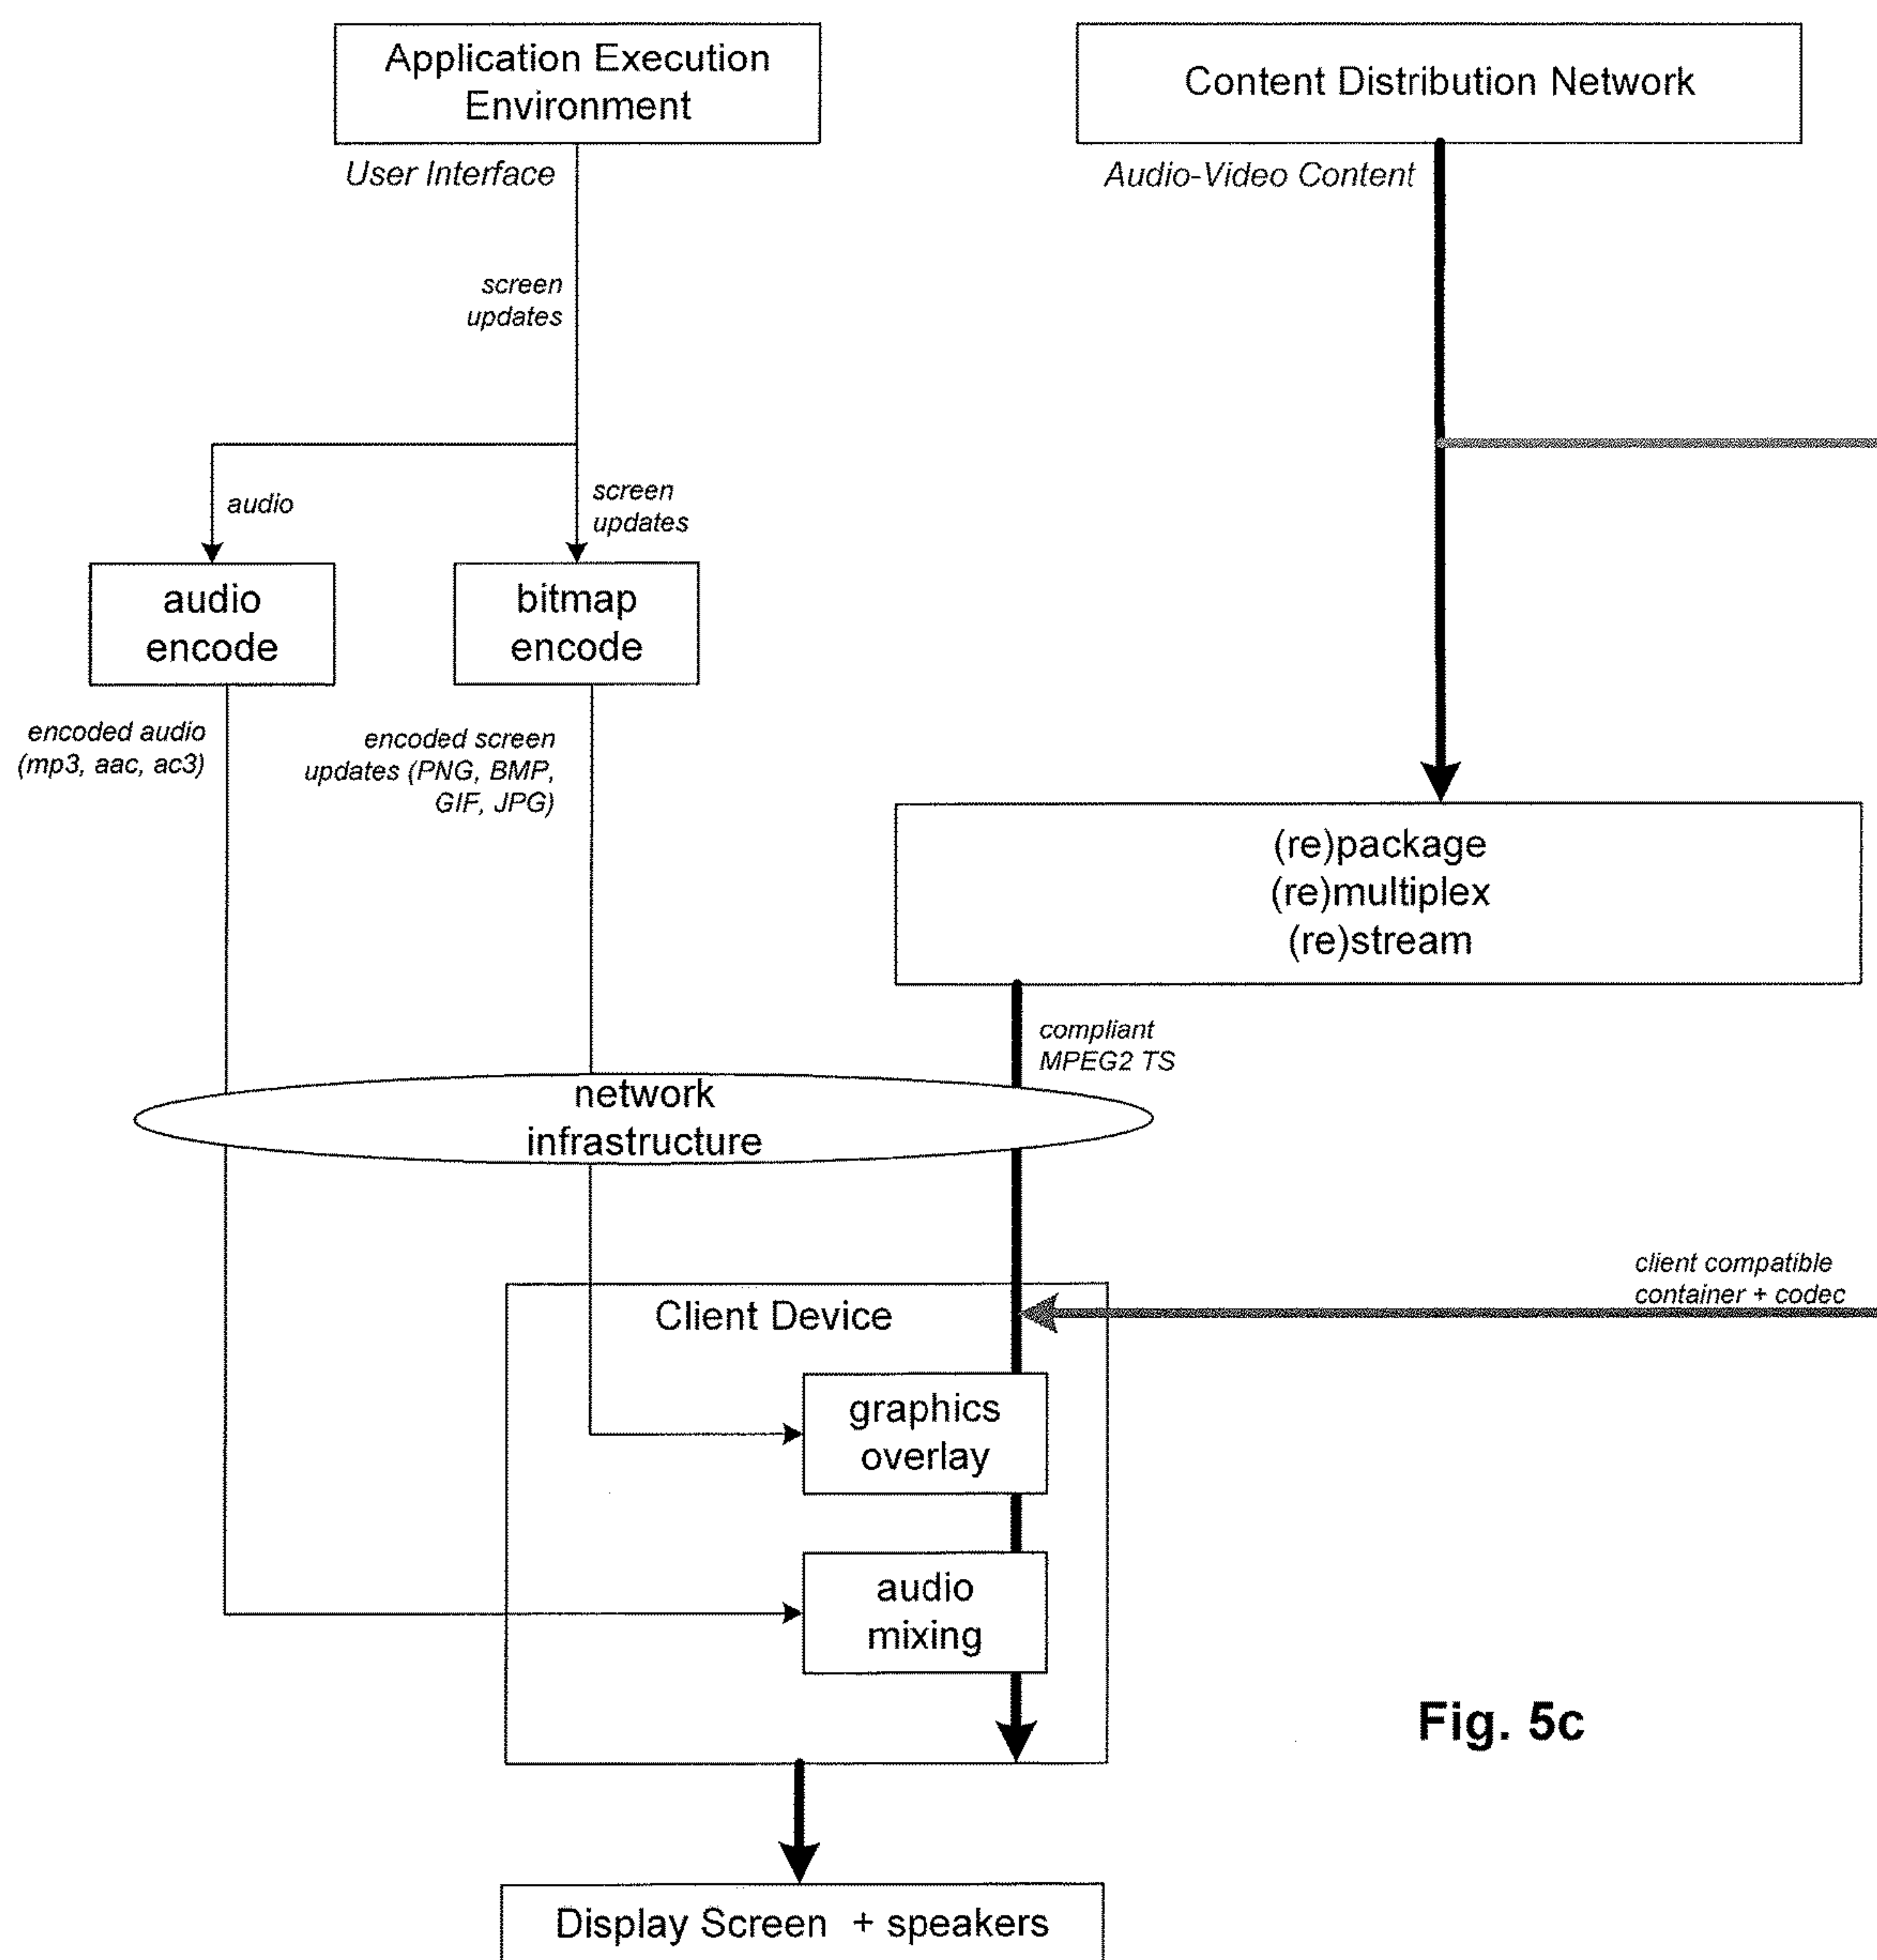 Application Execution
Environment
Content Distribution Network
User Interface
Audio-Video Content
screen
updates
audio
screen
updates
audio
encode
bitmap
encode
encoded audio
(mp3, aac, ac3)
encoded screen
updates (PNG, BMP,
GIF, JPG)
(re)package
(re)multiplex
(re)stream
compliant
MPEG2 TS
network
infrastructure
client compatible
container + codec
Client Device
graphics
overlay
audio
mixing
Fig. 5c
Display Screen + speakers